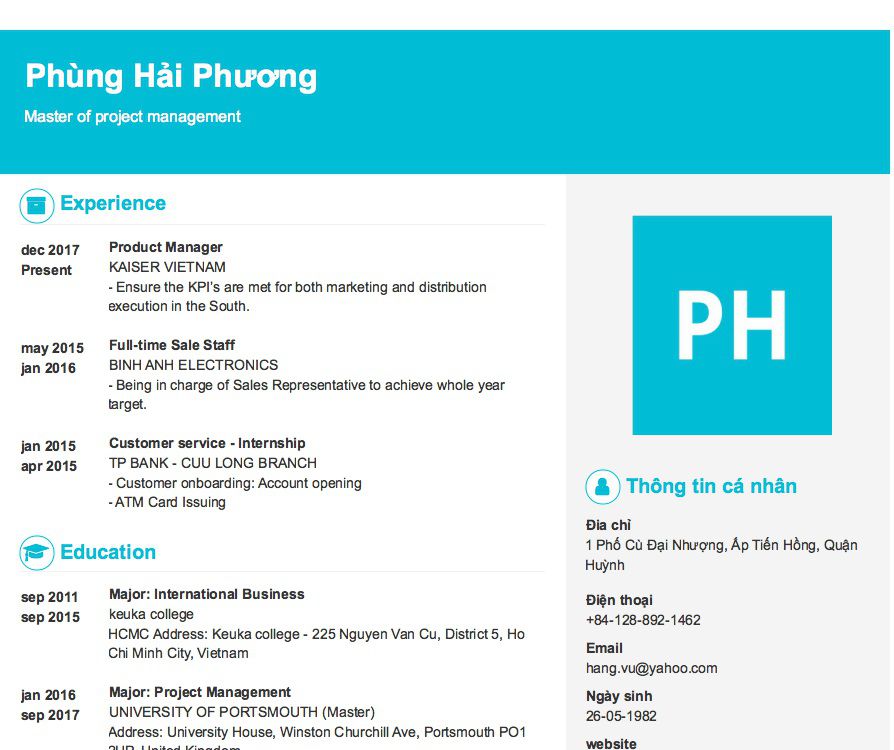 Phùng Hải Phương
Master of project management
Experience
dec 2017
Present
Product Manager
KAISER VIETNAM
- Ensure the KPI's are met for both marketing and distribution
execution in the South.
may 2015
jan 2016
Full-time Sale Staff
BINH ANH ELECTRONICS
- Being in charge of Sales Representative to achieve whole year
target.
jan 2015
apr 2015
Customer service - Internship
TP BANK - CUU LONG BRANCH
- Customer onboarding: Account opening
- ATM Card Issuing
Education
sep 2011
sep 2015
Major: International Business
keuka college
HCMC Address: Keuka college - 225 Nguyen Van Cu, District 5, Ho
Chi Minh City, Vietnam
jan 2016
sep 2017
Major: Project Management
UNIVERSITY OF PORTSMOUTH (Master)
Address: University House, Winston Churchill Ave, Portsmouth PO1
2UP, United Kingdom
PH
Thông tin cá nhân
Đia chỉ
1 Phố Cù Đại Nhượng, Ấp Tiến Hồng, Quận
Huỳnh
Điện thoại
+84-128-892-1462
Email
hang.vu@yahoo.com
Ngày sinh
26-05-1982
website